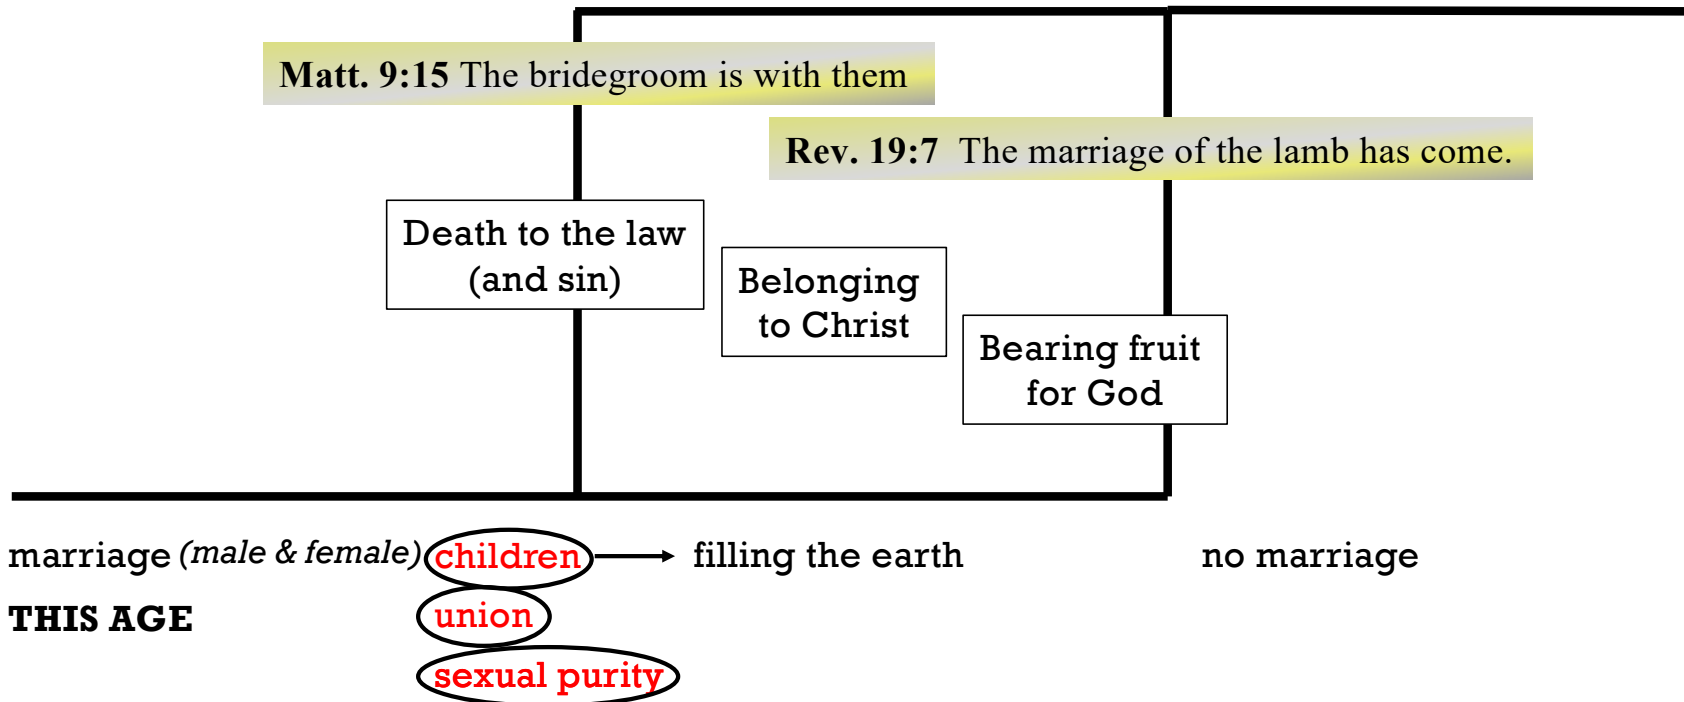 Matt. 9:15 The bridegroom is with them
Rev. 19:7 The marriage of the lamb has come.
Death to the law
(and sin)
Belonging
to Christ
Bearing fruit
for God
marriage (male & female) children filling the earth no marriage
THIS AGE union
sexual purity